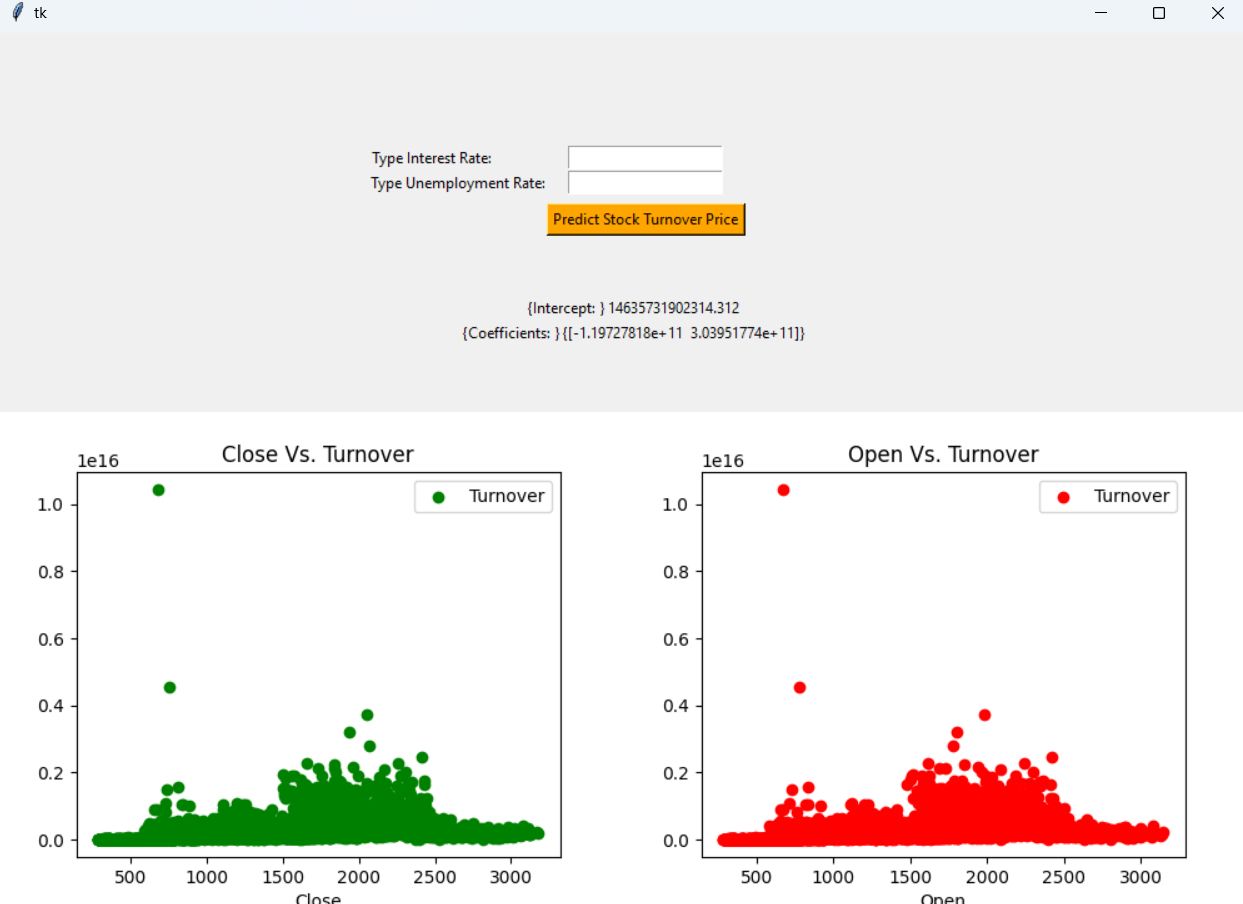 tk
Type Interest Rate:
Type Unemployment Rate:
Predict Stock Turnover Price
{Intercept: } 14635731902314.312
{Coefficients: } {[-1.19727818e+11  3.03951774e+11]}
Close Vs. Turnover
1e16
Turnover
1.0
0.8
0.6
0.4
0.2
0.0
500 1000 1500 2000 2500 3000
Close
Open Vs. Turnover
1e16
Turnover
1.0
0.8
0.6
0.4
0.2
0.0
500 1000 1500 2000 2500 3000
Open